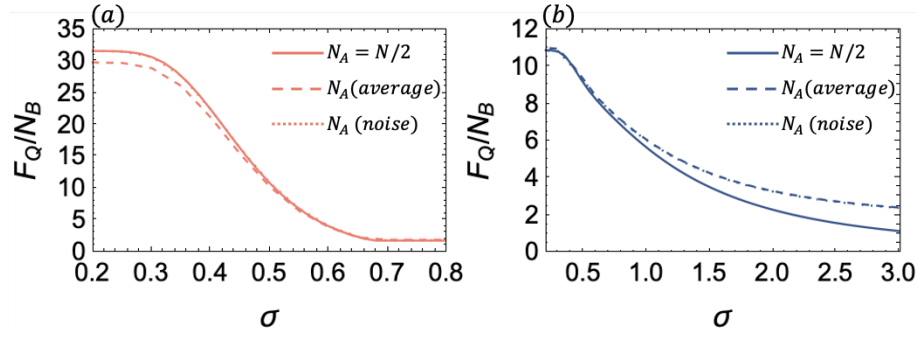 (a)
F_Q/N_B
35
30
25
20
15
10
5
0
N_A = N/2
N_A(average)
N_A (noise)
0.2 0.3 0.4 0.5 0.6 0.7 0.8
σ
(b)
F_Q/N_B
12
10
8
6
4
2
0
N_A = N/2
N_A(average)
N_A (noise)
0.5 1.0 1.5 2.0 2.5 3.0
σ